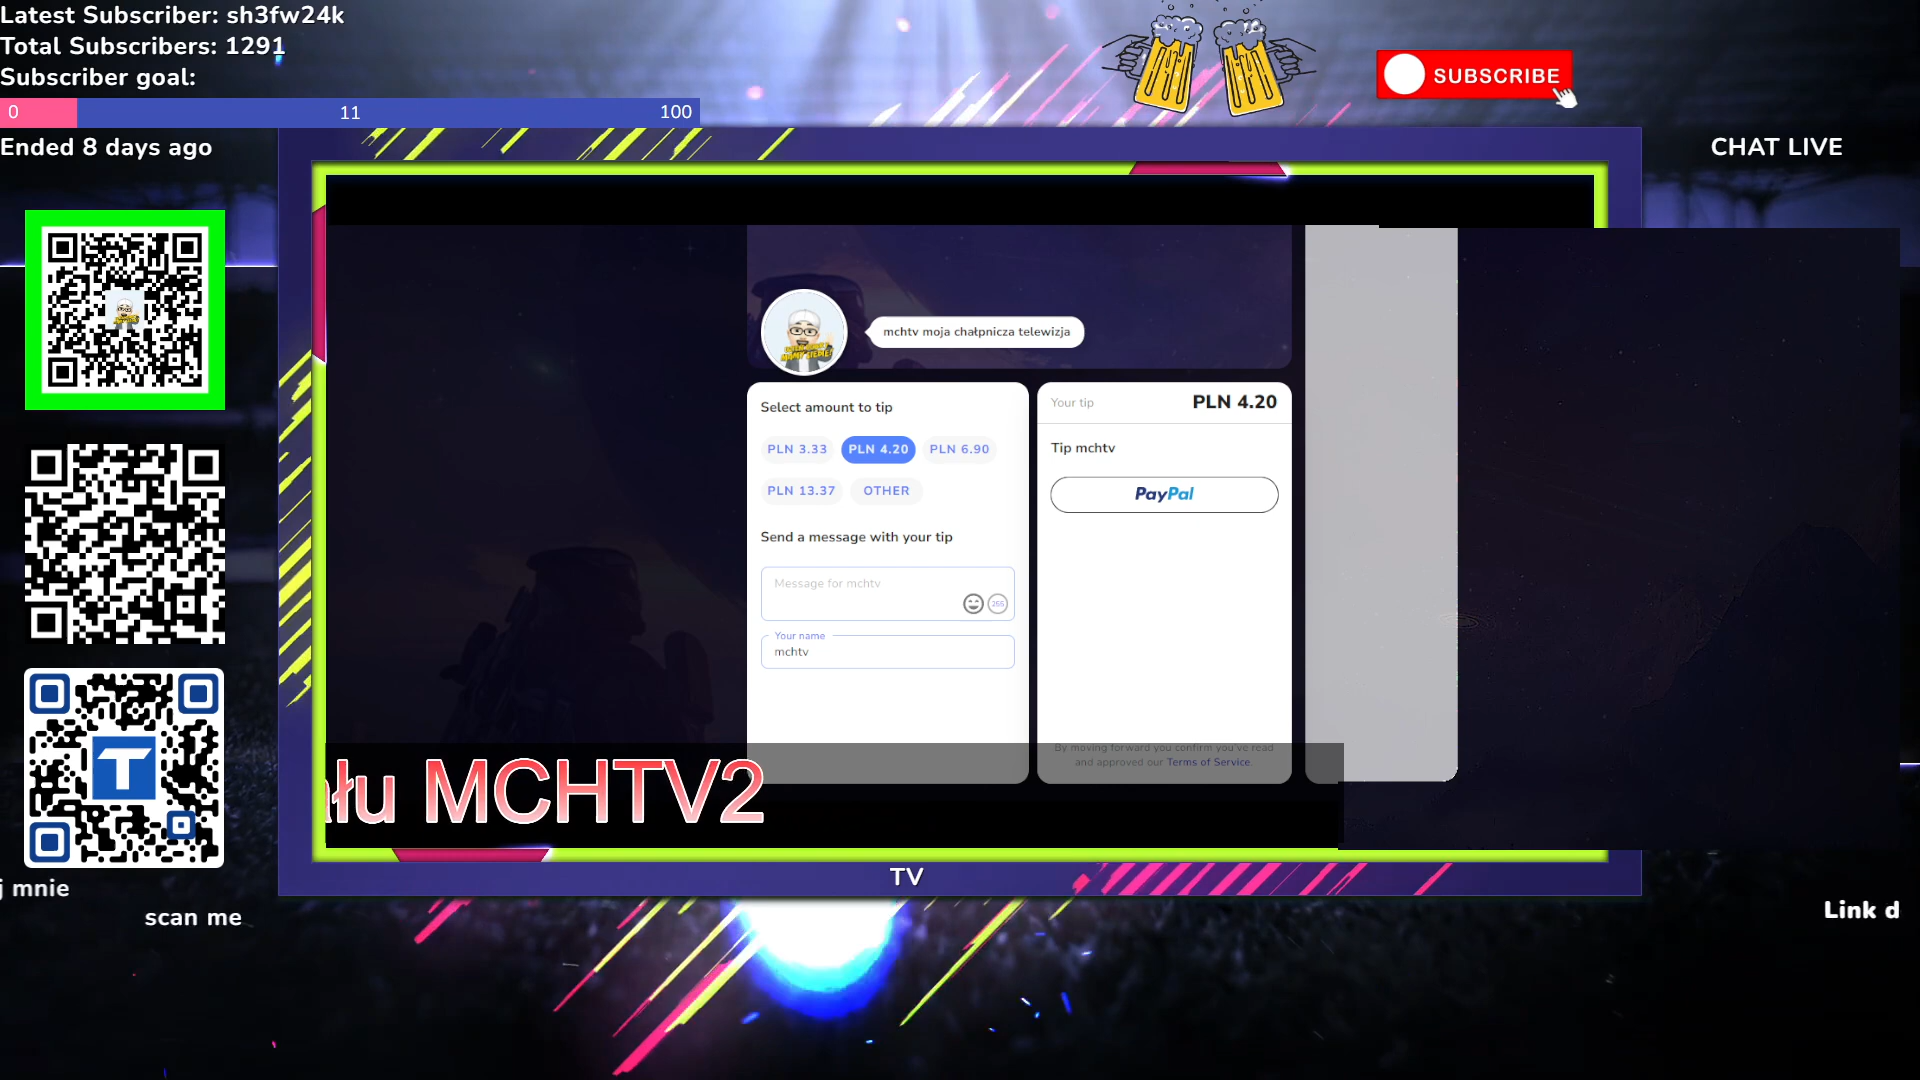 Latest Subscriber: sh3fw24k
Total Subscribers: 1291
Subscriber goal:
0 11 100
Ended 8 days ago
SUBSCRIBE
CHAT LIVE
mchtv moja chałpnicza telewizja
Select amount to tip
PLN 3.33 PLN 4.20 PLN 6.90
PLN 13.37 OTHER
Send a message with your tip
Message for mchtv
255
Your name
mchtv
Your tip PLN 4.20
Tip mchtv
PayPal
By moving forward you confirm you've read
and approved our Terms of Service.
ału MCHTV2
TV
T
j mnie
scan me
Link d